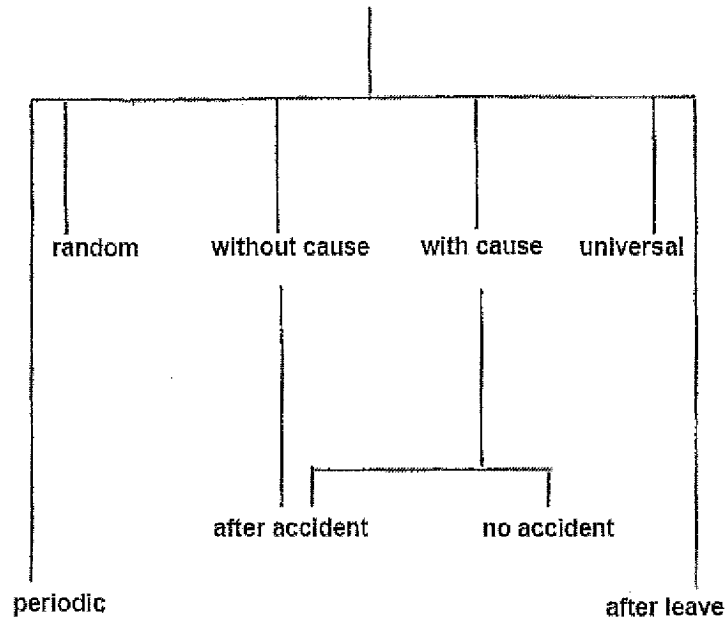 random without cause with cause universal
after accident no accident
periodic after leave